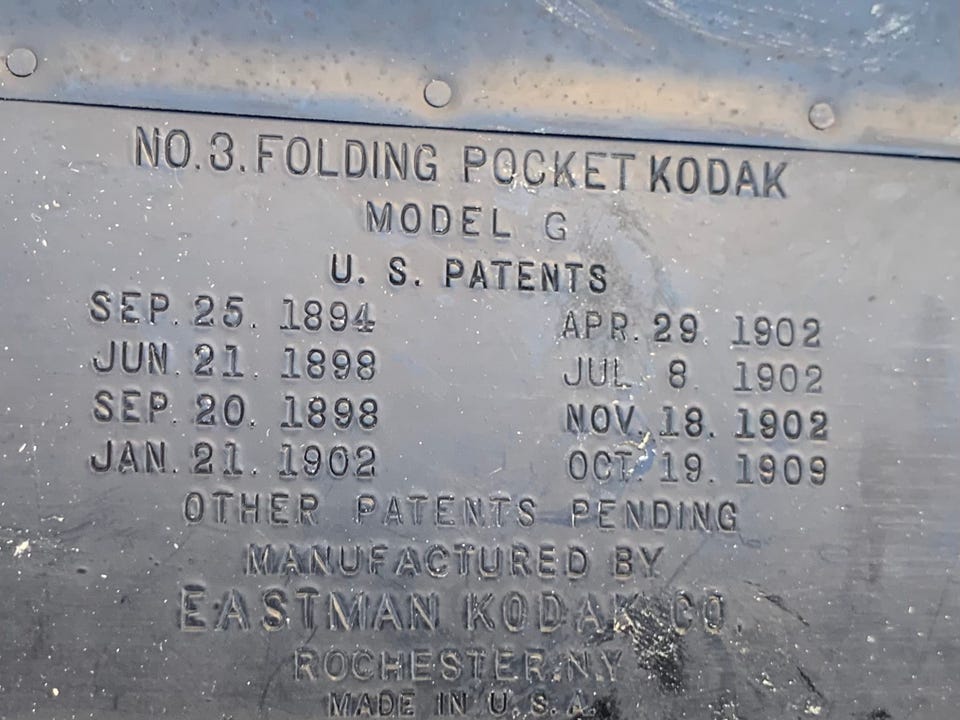 NO. 3. FOLDING POCKET KODAK
MODEL G
U. S. PATENTS
SEP. 25. 1894 APR. 29. 1902
JUN. 21. 1898 JUL. 8 1902
SEP. 20. 1898 NOV. 18. 1902
JAN. 21. 1902 OCT. 19. 1909
OTHER PATENTS PENDING
MANUFACTURED BY
EASTMAN KODAK CO.
ROCHESTER, N.Y.
MADE IN U.S.A.